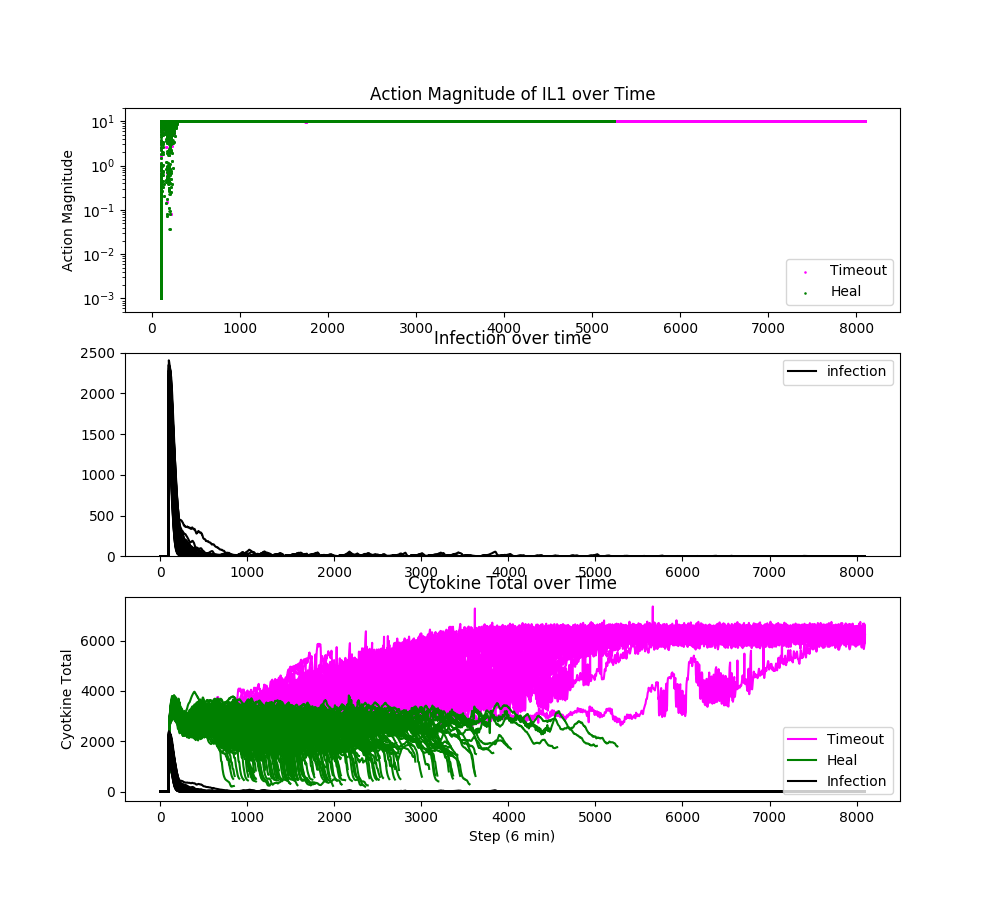 Action Magnitude of IL1 over Time
Action Magnitude
10¹
10⁰
10⁻¹
10⁻²
10⁻³
Timeout
Heal
0 1000 2000 3000 4000 5000 6000 7000 8000
Infection over time
2500
2000
1500
1000
500
0
infection
0 1000 2000 3000 4000 5000 6000 7000 8000
Cytokine Total over Time
Cyotkine Total
6000
4000
2000
0
Timeout
Heal
Infection
0 1000 2000 3000 4000 5000 6000 7000 8000
Step (6 min)